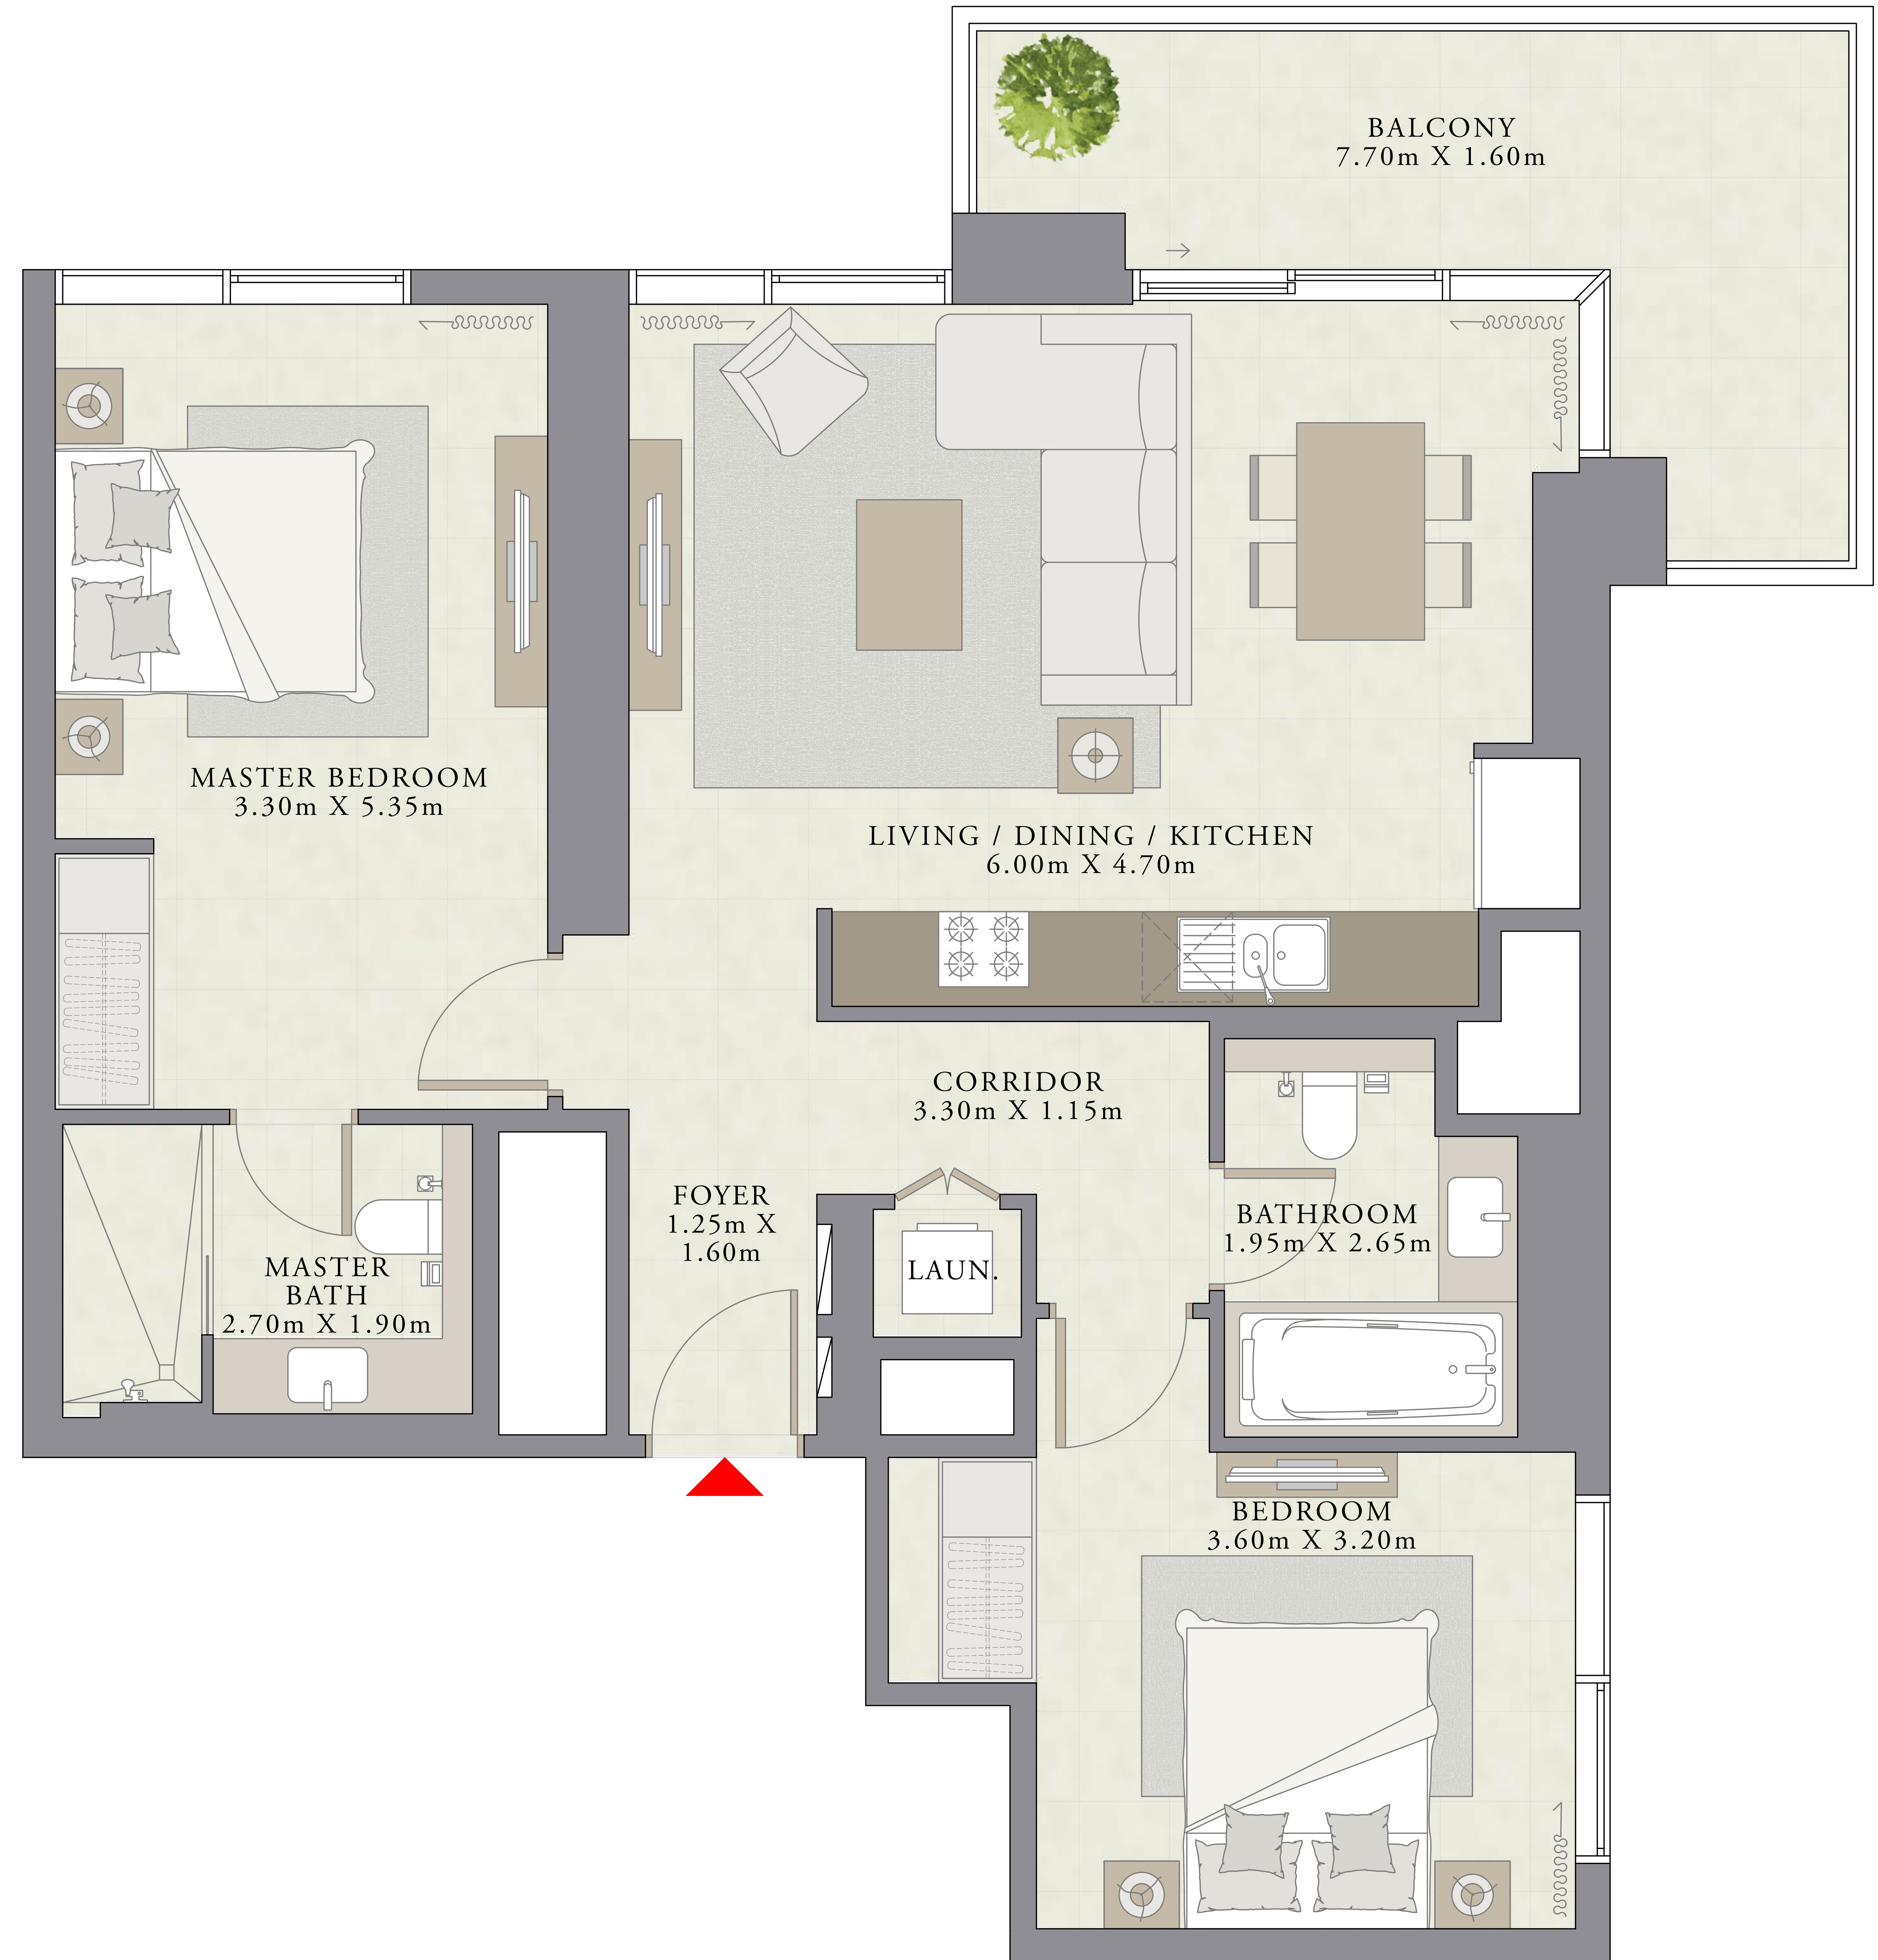 BALCONY
7.70m X 1.60m
MASTER BEDROOM
3.30m X 5.35m
LIVING / DINING / KITCHEN
6.00m X 4.70m
CORRIDOR
3.30m X 1.15m
FOYER
1.25m X
1.60m
BATHROOM
1.95m X 2.65m
LAUN.
MASTER
BATH
2.70m X 1.90m
BEDROOM
3.60m X 3.20m